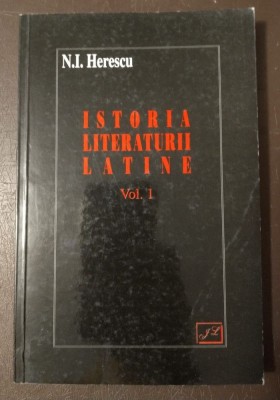 N.I. Herescu
ISTORIA
LITERATURII
LATINE
Vol. 1